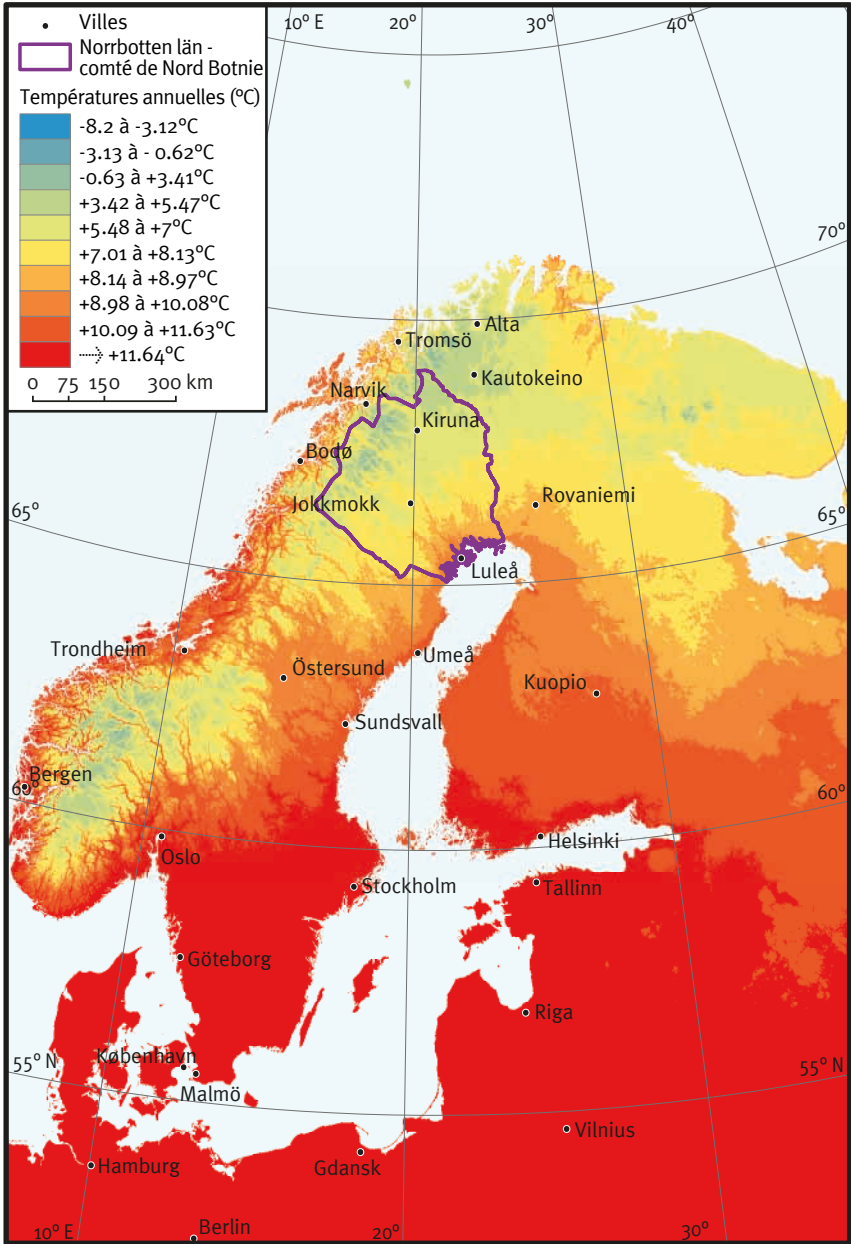 Villes
Norrbotten län -
comté de Nord Botnie
Températures annuelles (°C)
-8.2 à -3.12°C
-3.13 à - 0.62°C
-0.63 à +3.41°C
+3.42 à +5.47°C
+5.48 à +7°C
+7.01 à +8.13°C
+8.14 à +8.97°C
+8.98 à +10.08°C
+10.09 à +11.63°C
+11.64°C
0 75 150 300 km
10° E
20°
30°
40°
70°
Alta
Tromsö
Kautokeino
Narvik
Kiruna
Bodø
Jokkmokk
Rovaniemi
65°
65°
Luleå
Trondheim
Umeå
Östersund
Kuopio
Sundsvall
Bergen
60°
60°
Oslo
Helsinki
Stockholm
Tallinn
Göteborg
Riga
København
55° N
55° N
Malmö
Vilnius
Hamburg
Gdansk
Berlin
10° E
20°
30°